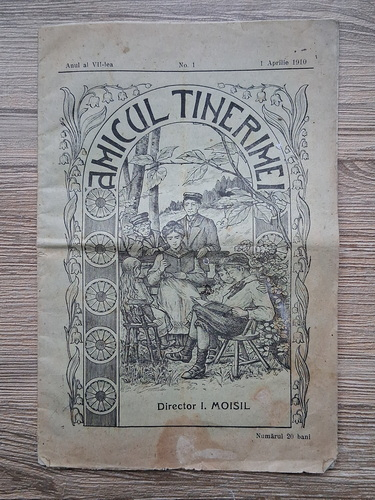 Anul al VII-lea No. 1 1 Aprilie 1910
AMICUL TINERIMEI
Director I. MOISIL
Numărul 20 bani